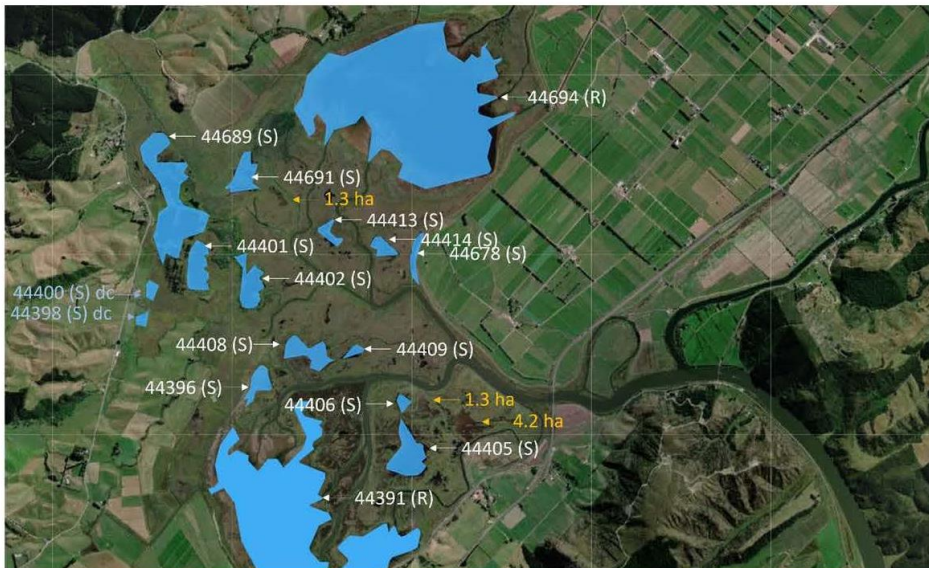 44694 (R)
44689 (S)
44691 (S)
1.3 ha
44413 (S)
44414 (S)
44401 (S)
44678 (S)
44402 (S)
44400 (S) dc
44398 (S) dc
44408 (S)
44409 (S)
44396 (S)
44406 (S)
1.3 ha
4.2 ha
44405 (S)
44391 (R)